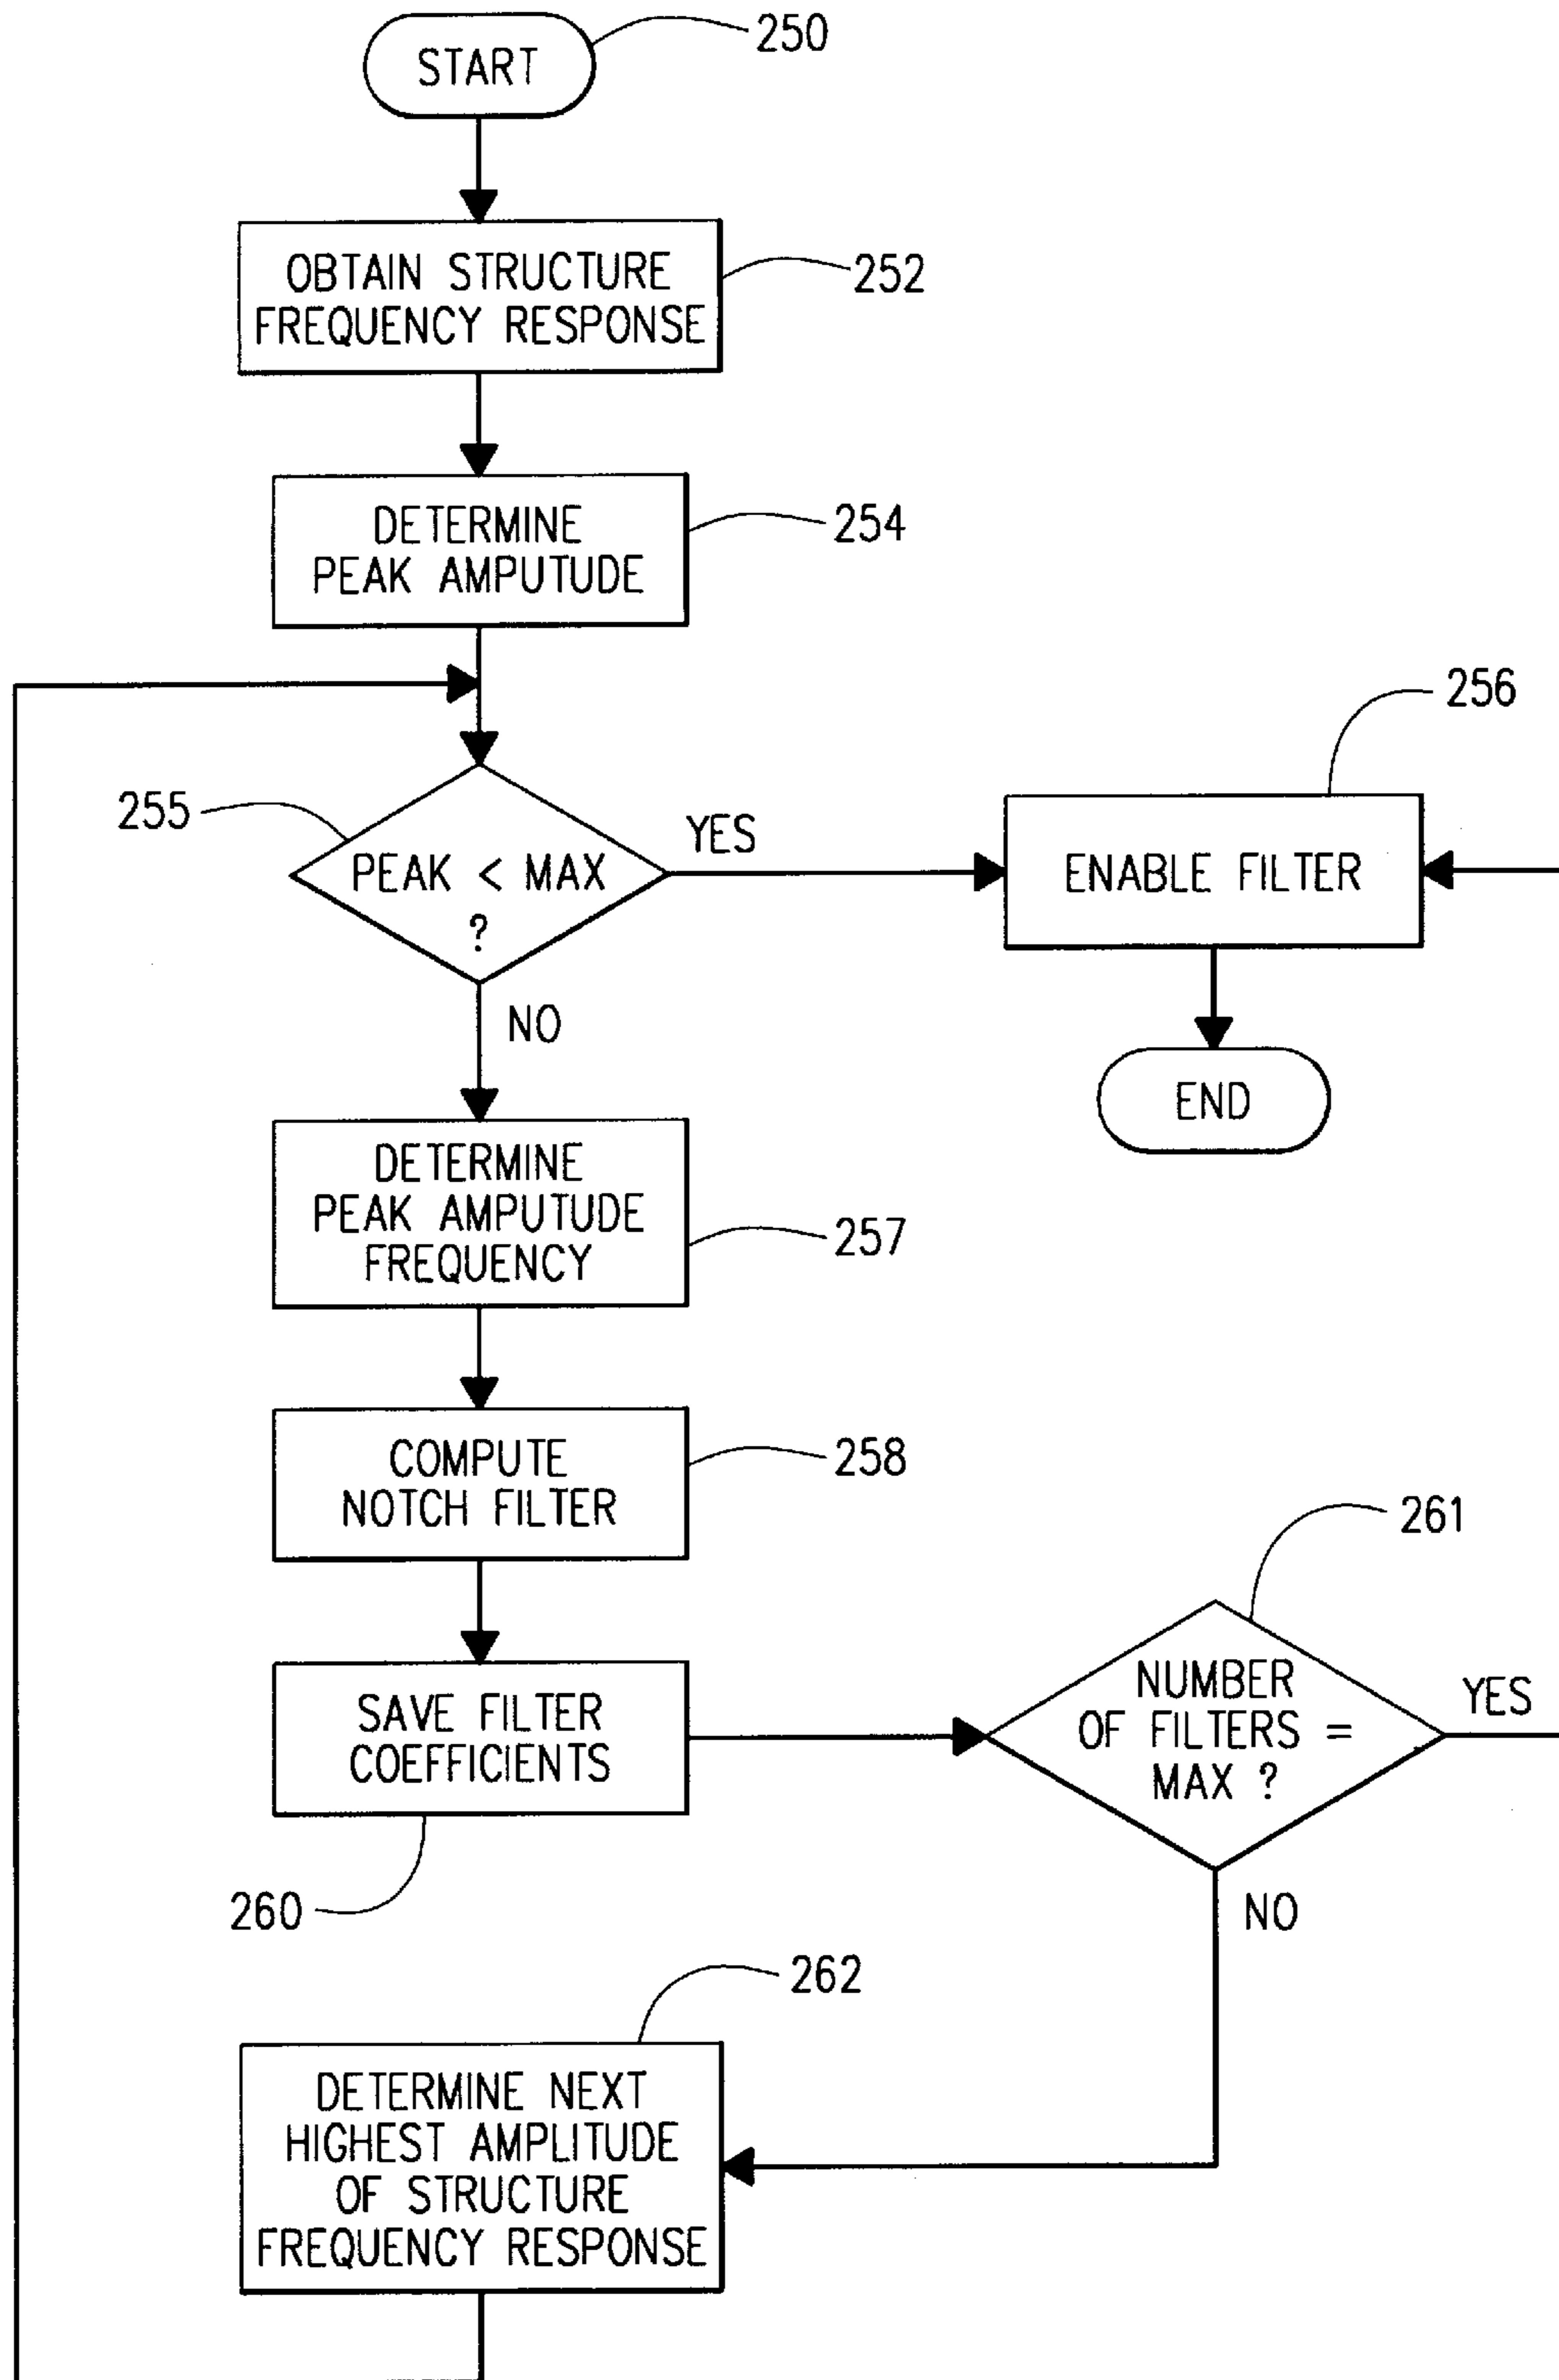 START
250
OBTAIN STRUCTURE
FREQUENCY RESPONSE
252
DETERMINE
PEAK AMPUTUDE
254
255
PEAK < MAX
?
YES
NO
256
ENABLE FILTER
END
DETERMINE
PEAK AMPUTUDE
FREQUENCY
257
COMPUTE
NOTCH FILTER
258
SAVE FILTER
COEFFICIENTS
260
261
NUMBER
OF FILTERS =
MAX ?
YES
NO
262
DETERMINE NEXT
HIGHEST AMPLITUDE
OF STRUCTURE
FREQUENCY RESPONSE